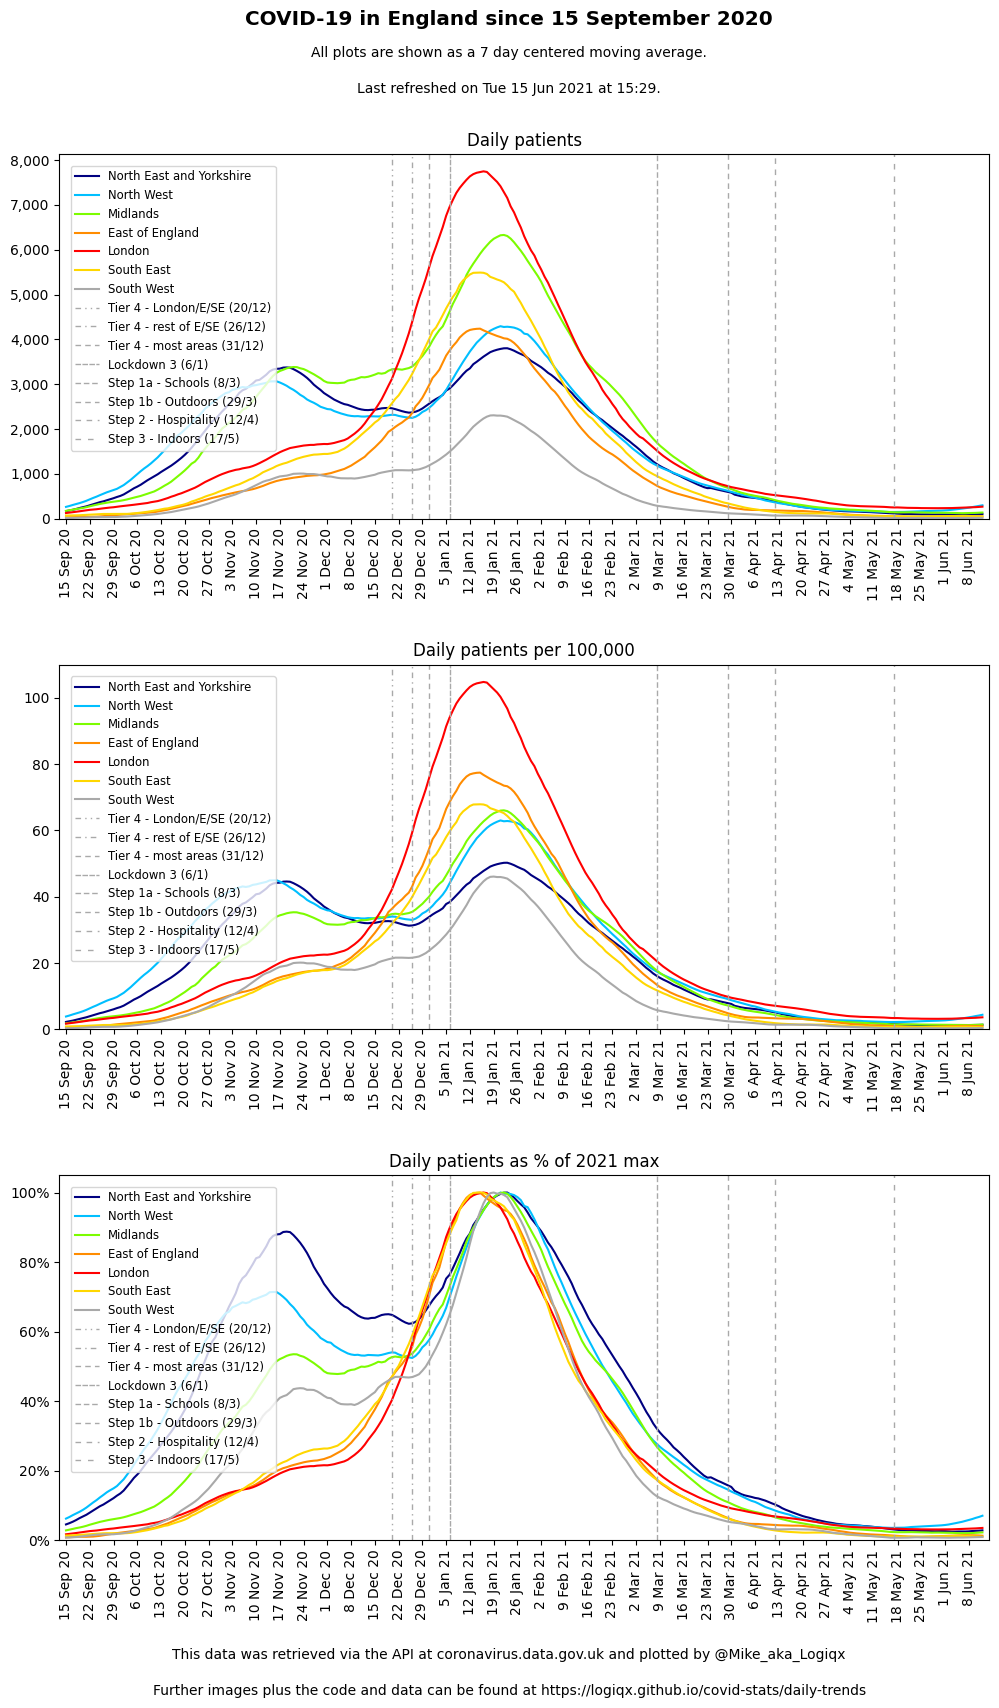 COVID-19 in England since 15 September 2020
All plots are shown as a 7 day centered moving average.
Last refreshed on Tue 15 Jun 2021 at 15:29.
Daily patients
8,000
7,000
6,000
5,000
4,000
3,000
2,000
1,000
0
North East and Yorkshire
North West
Midlands
East of England
London
South East
South West
Tier 4 - London/E/SE (20/12)
Tier 4 - rest of E/SE (26/12)
Tier 4 - most areas (31/12)
Lockdown 3 (6/1)
Step 1a - Schools (8/3)
Step 1b - Outdoors (29/3)
Step 2 - Hospitality (12/4)
Step 3 - Indoors (17/5)
15 Sep 20
22 Sep 20
29 Sep 20
6 Oct 20
13 Oct 20
20 Oct 20
27 Oct 20
3 Nov 20
10 Nov 20
17 Nov 20
24 Nov 20
1 Dec 20
8 Dec 20
15 Dec 20
22 Dec 20
29 Dec 20
5 Jan 21
12 Jan 21
19 Jan 21
26 Jan 21
2 Feb 21
9 Feb 21
16 Feb 21
23 Feb 21
2 Mar 21
9 Mar 21
16 Mar 21
23 Mar 21
30 Mar 21
6 Apr 21
13 Apr 21
20 Apr 21
27 Apr 21
4 May 21
11 May 21
18 May 21
25 May 21
1 Jun 21
8 Jun 21
Daily patients per 100,000
100
80
60
40
20
0
North East and Yorkshire
North West
Midlands
East of England
London
South East
South West
Tier 4 - London/E/SE (20/12)
Tier 4 - rest of E/SE (26/12)
Tier 4 - most areas (31/12)
Lockdown 3 (6/1)
Step 1a - Schools (8/3)
Step 1b - Outdoors (29/3)
Step 2 - Hospitality (12/4)
Step 3 - Indoors (17/5)
15 Sep 20
22 Sep 20
29 Sep 20
6 Oct 20
13 Oct 20
20 Oct 20
27 Oct 20
3 Nov 20
10 Nov 20
17 Nov 20
24 Nov 20
1 Dec 20
8 Dec 20
15 Dec 20
22 Dec 20
29 Dec 20
5 Jan 21
12 Jan 21
19 Jan 21
26 Jan 21
2 Feb 21
9 Feb 21
16 Feb 21
23 Feb 21
2 Mar 21
9 Mar 21
16 Mar 21
23 Mar 21
30 Mar 21
6 Apr 21
13 Apr 21
20 Apr 21
27 Apr 21
4 May 21
11 May 21
18 May 21
25 May 21
1 Jun 21
8 Jun 21
Daily patients as % of 2021 max
100%
80%
60%
40%
20%
0%
North East and Yorkshire
North West
Midlands
East of England
London
South East
South West
Tier 4 - London/E/SE (20/12)
Tier 4 - rest of E/SE (26/12)
Tier 4 - most areas (31/12)
Lockdown 3 (6/1)
Step 1a - Schools (8/3)
Step 1b - Outdoors (29/3)
Step 2 - Hospitality (12/4)
Step 3 - Indoors (17/5)
15 Sep 20
22 Sep 20
29 Sep 20
6 Oct 20
13 Oct 20
20 Oct 20
27 Oct 20
3 Nov 20
10 Nov 20
17 Nov 20
24 Nov 20
1 Dec 20
8 Dec 20
15 Dec 20
22 Dec 20
29 Dec 20
5 Jan 21
12 Jan 21
19 Jan 21
26 Jan 21
2 Feb 21
9 Feb 21
16 Feb 21
23 Feb 21
2 Mar 21
9 Mar 21
16 Mar 21
23 Mar 21
30 Mar 21
6 Apr 21
13 Apr 21
20 Apr 21
27 Apr 21
4 May 21
11 May 21
18 May 21
25 May 21
1 Jun 21
8 Jun 21
This data was retrieved via the API at coronavirus.data.gov.uk and plotted by @Mike_aka_Logiqx
Further images plus the code and data can be found at https://logiqx.github.io/covid-stats/daily-trends